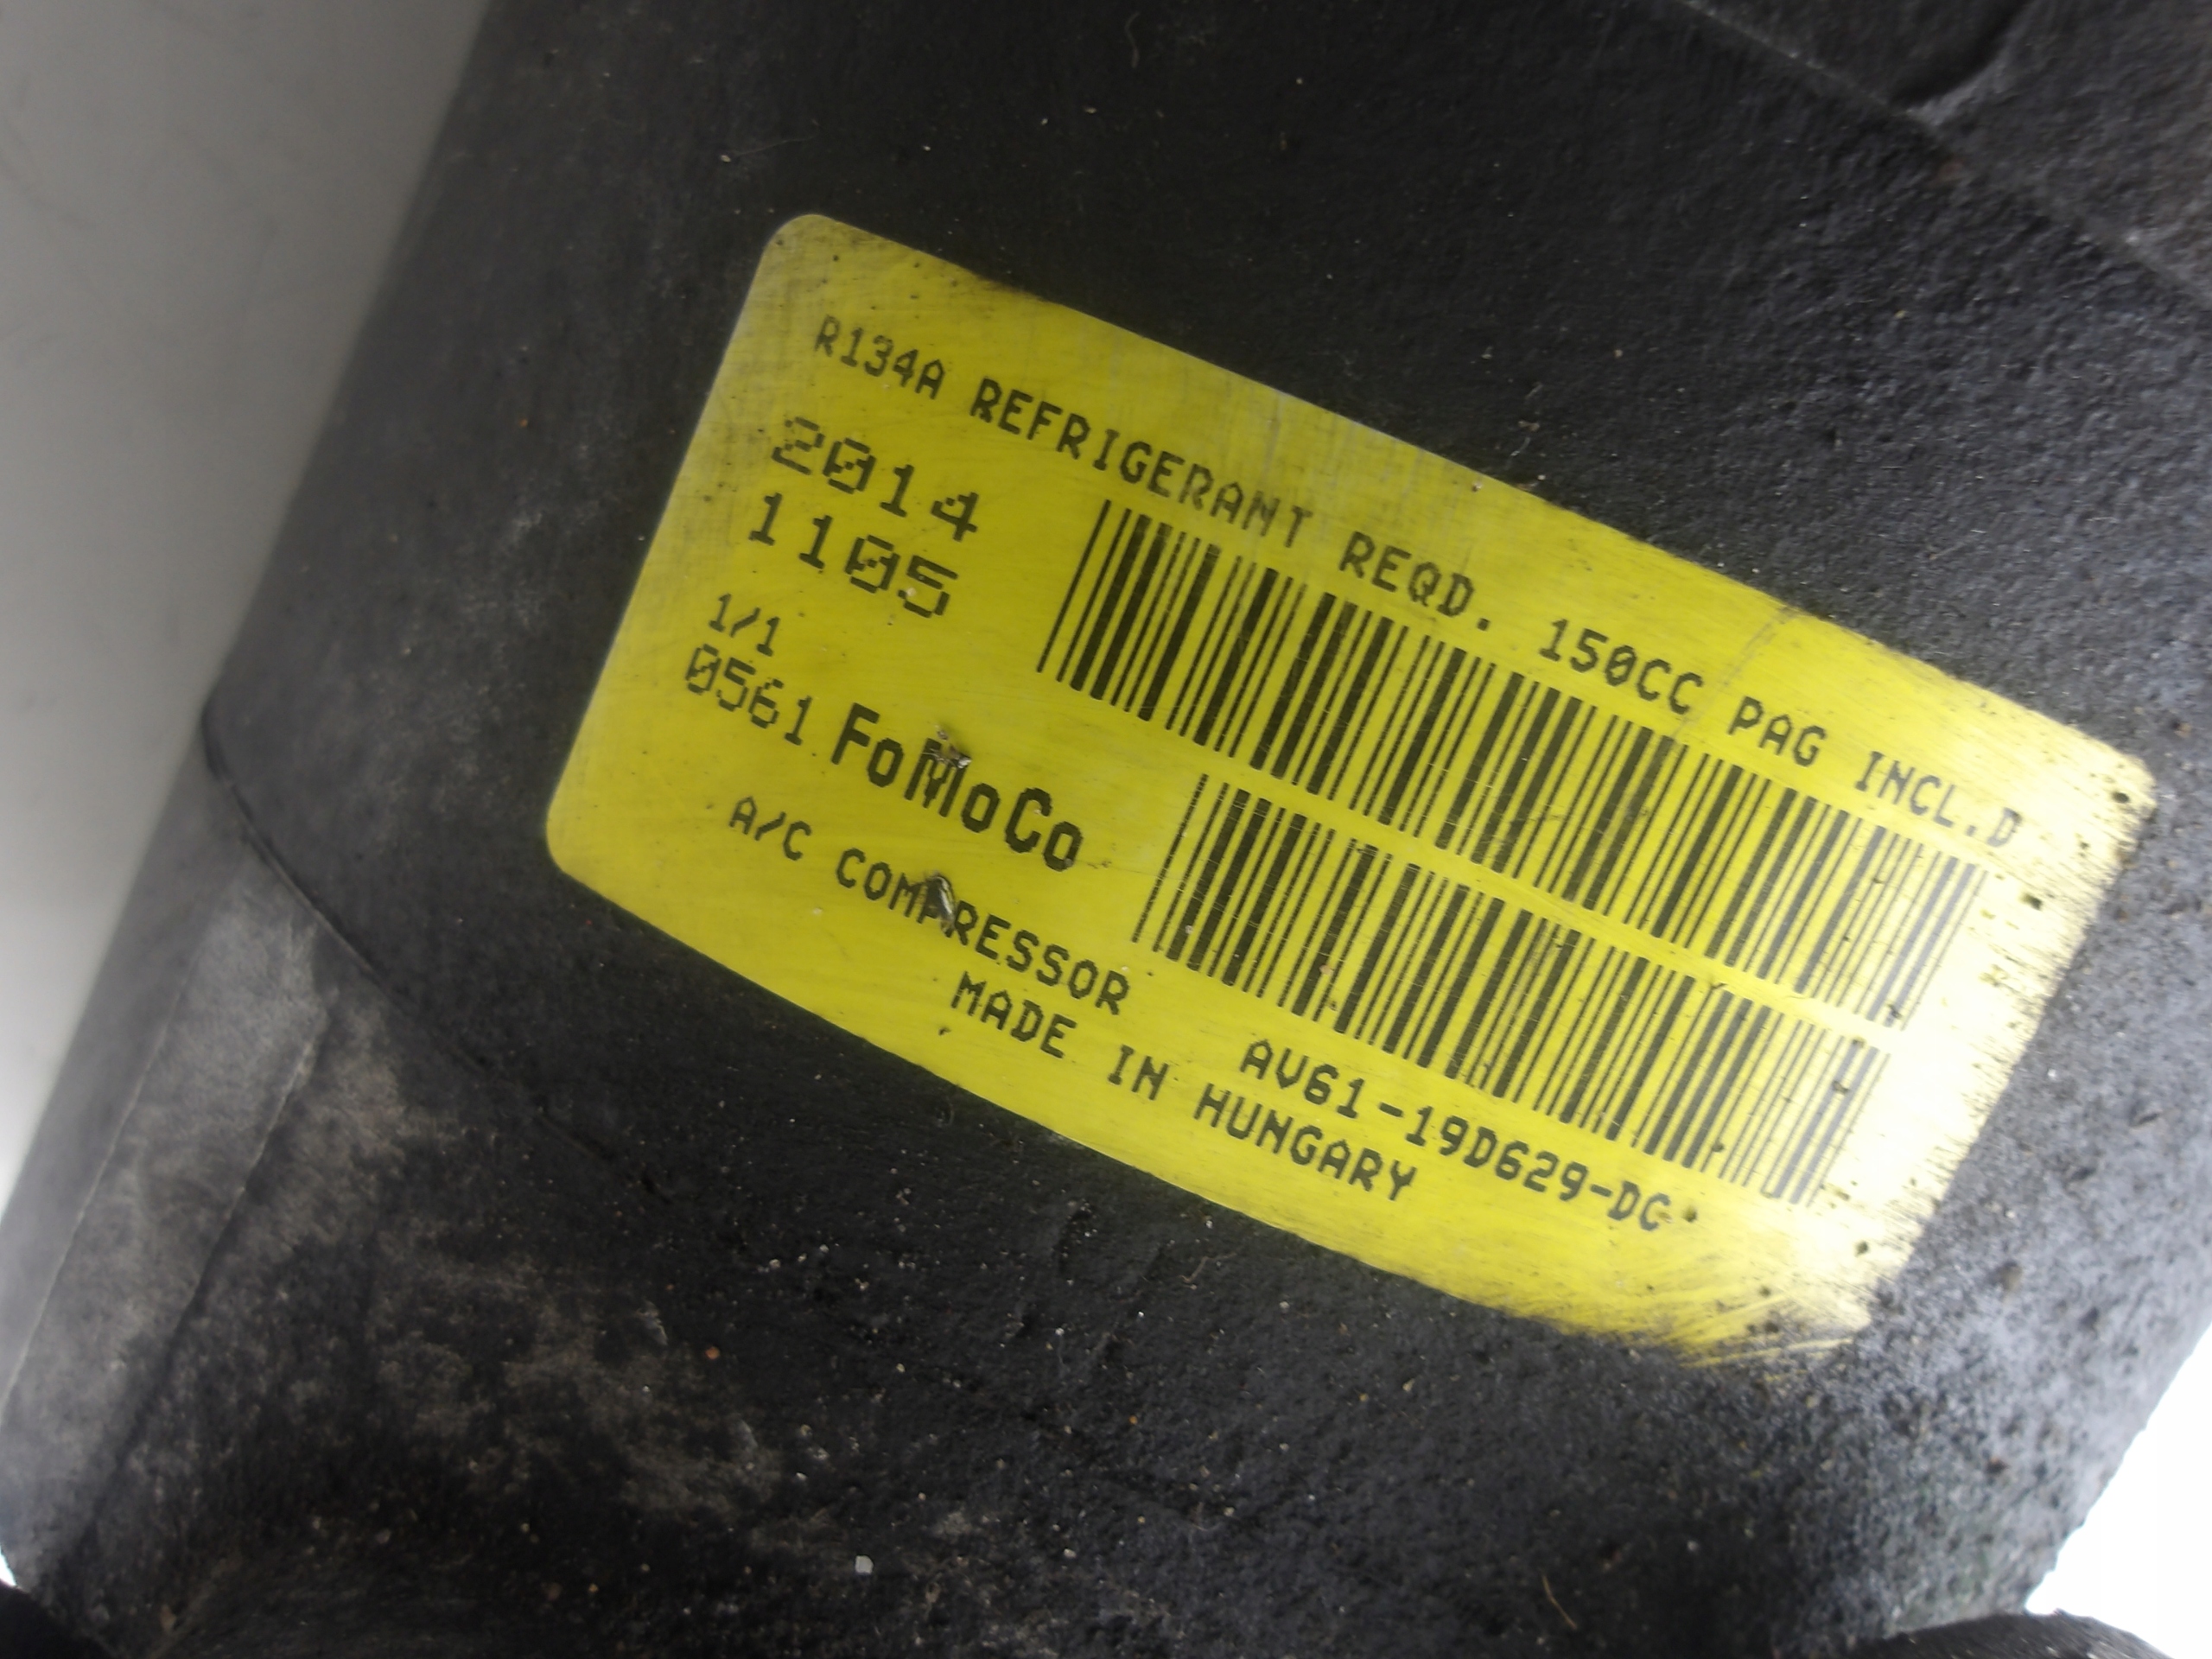 R134A REFRIGERANT REQD. 150CC PAG INCL.D
2014
1105
1/1
0561 FoMoCo
A/C COMPRESSOR AV61-19D629-DC
MADE IN HUNGARY